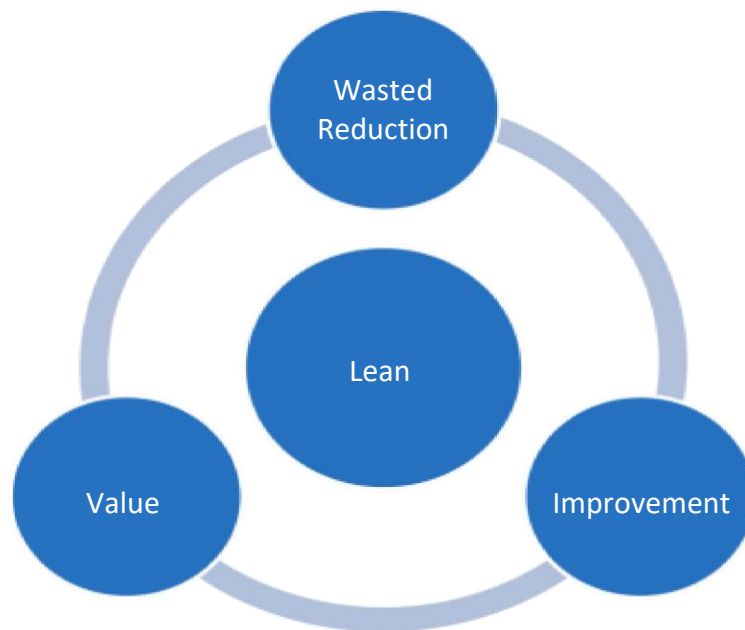 Wasted
Reduction
Lean
Value
Improvement